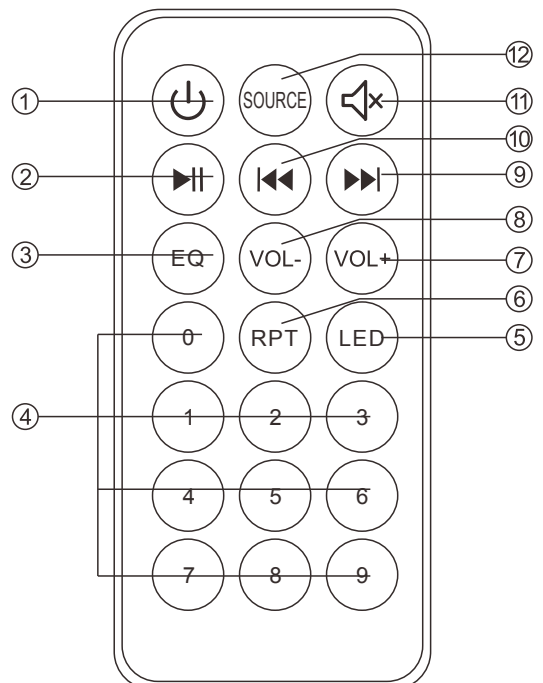 ⑫
① SOURCE ⑪
⑩
② ⑨
⑧
③ EQ VOL- VOL+ ⑦
⑥
0 RPT LED ⑤
④ 1 2 3
4 5 6
7 8 9